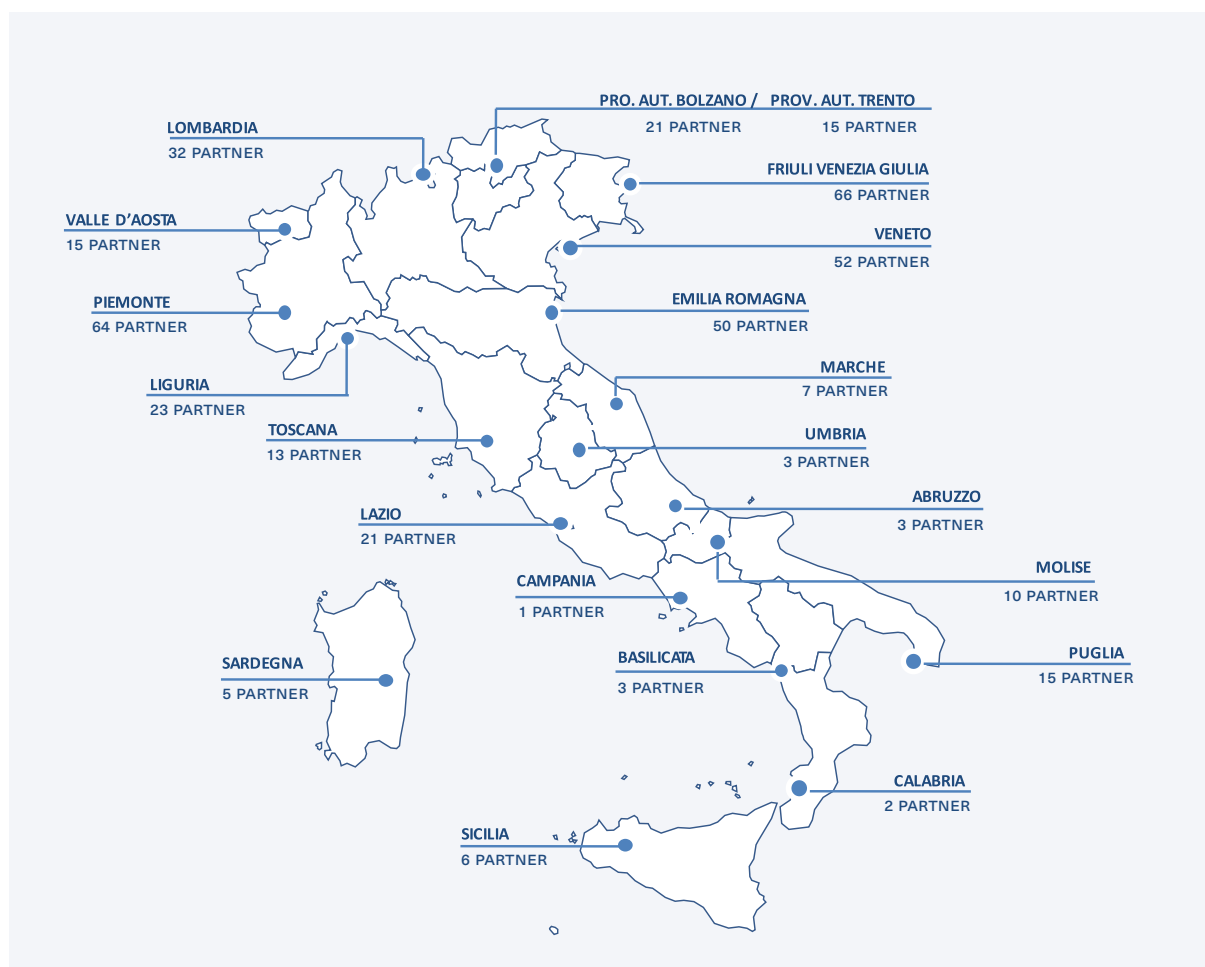 PRO. AUT. BOLZANO / PROV. AUT. TRENTO
21 PARTNER 15 PARTNER
LOMBARDIA
32 PARTNER
FRIULI VENEZIA GIULIA
66 PARTNER
VALLE D'AOSTA
15 PARTNER
VENETO
52 PARTNER
PIEMONTE
64 PARTNER
EMILIA ROMAGNA
50 PARTNER
MARCHE
7 PARTNER
LIGURIA
23 PARTNER
TOSCANA
13 PARTNER
UMBRIA
3 PARTNER
ABRUZZO
3 PARTNER
LAZIO
21 PARTNER
MOLISE
10 PARTNER
CAMPANIA
1 PARTNER
PUGLIA
15 PARTNER
BASILICATA
3 PARTNER
SARDEGNA
5 PARTNER
CALABRIA
2 PARTNER
SICILIA
6 PARTNER